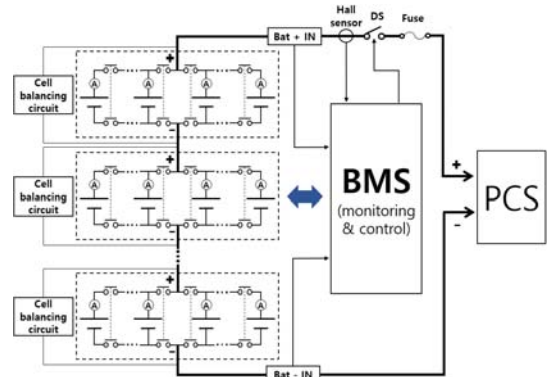 Hall
sensor
DS
Fuse
Bat + IN
Cell
balancing
circuit
A
A
A
A
+
-
Cell
balancing
circuit
A
A
A
A
+
-
BMS
(monitoring
& control)
+
-
PCS
Cell
balancing
circuit
A
A
A
A
+
-
Bat - IN